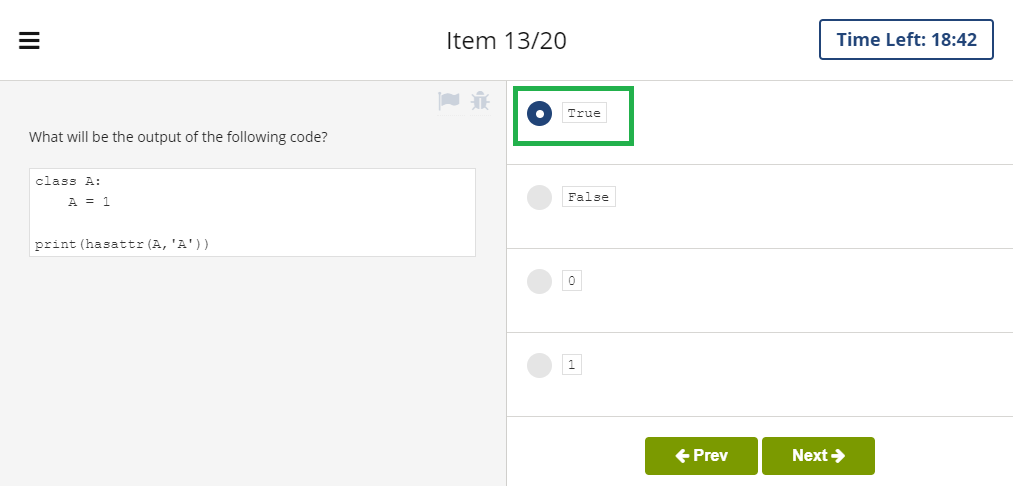 Item 13/20
Time Left: 18:42
What will be the output of the following code?
class A:
    A = 1
print(hasattr(A,'A'))
True
False
0
1
Prev
Next